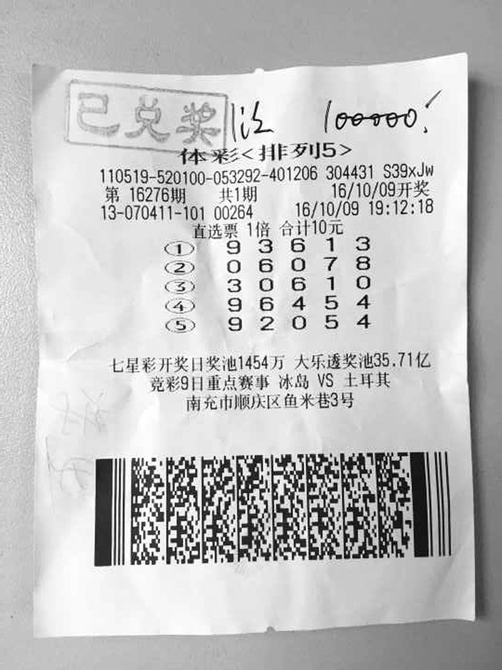 已兑奖
100000!
体彩<排列5>
110519-520100-053292-401206 304431 S39xJw
第 16276期 共1期 16/10/09开奖
13-070411-101 00264 16/10/09 19:12:18
直选票 1倍 合计10元
① 9 3 6 1 3
② 0 6 0 7 8
③ 3 0 6 1 0
④ 9 6 4 5 4
⑤ 9 2 0 5 4
七星彩开奖日奖池1454万 大乐透奖池35.71亿
竞彩9日重点赛事 冰岛 VS 土耳其
南充市顺庆区鱼米巷3号